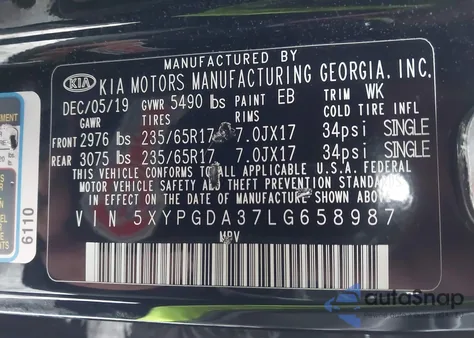 MANUFACTURED BY
KIA KIA MOTORS MANUFACTURING GEORGIA, INC.
DEC/05/19 GVWR 5490 lbs PAINT EB TRIM WK
GAWR TIRES RIMS COLD TIRE INFL
FRONT 2976 lbs 235/65R17 7.0JX17 34psi SINGLE
REAR 3075 lbs 235/65R17 7.0JX17 34psi SINGLE
THIS VEHICLE CONFORMS TO ALL APPLICABLE U.S.A. FEDERAL
MOTOR VEHICLE SAFETY STANDARDS IN EFFECT ON
THE DATE OF MANUFACTURE SHOWN ABOVE.
VIN 5XYPGDA37LG658987
MPV
6110
autoSnap